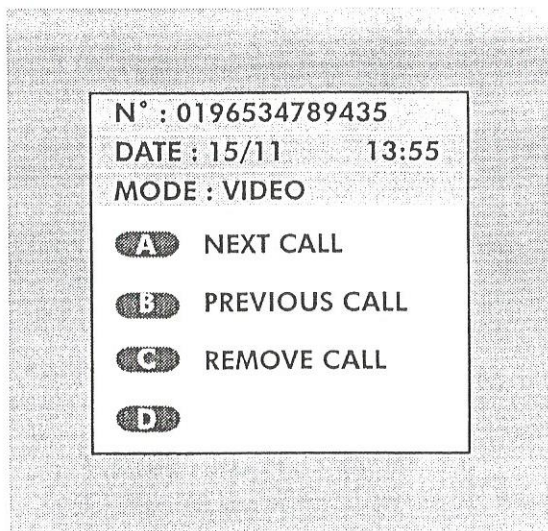 N° : 0196534789435
DATE : 15/11 13:55
MODE : VIDEO
A NEXT CALL
B PREVIOUS CALL
C REMOVE CALL
D